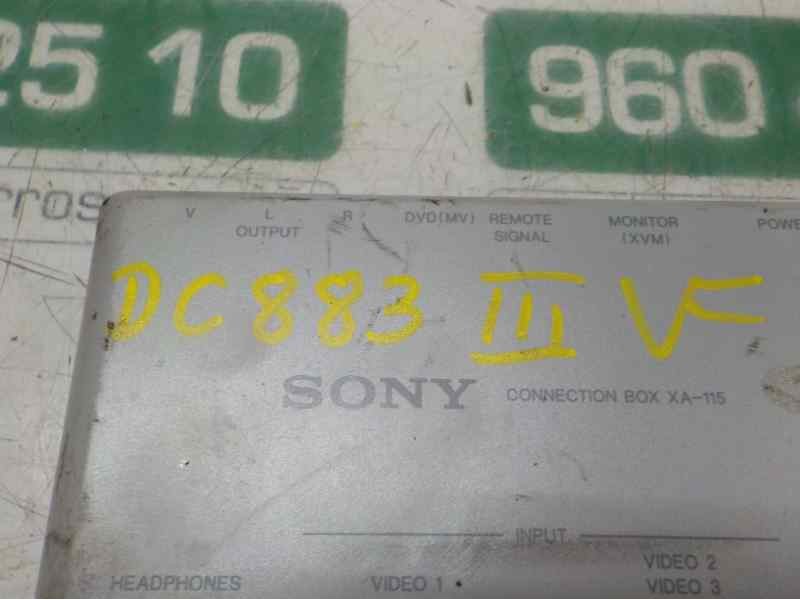 25 10
960
V L R DVD(MV) REMOTE MONITOR
OUTPUT SIGNAL (XVM)
DC883 III V
SONY CONNECTION BOX XA-115
INPUT
VIDEO 2
HEADPHONES VIDEO 1 VIDEO 3